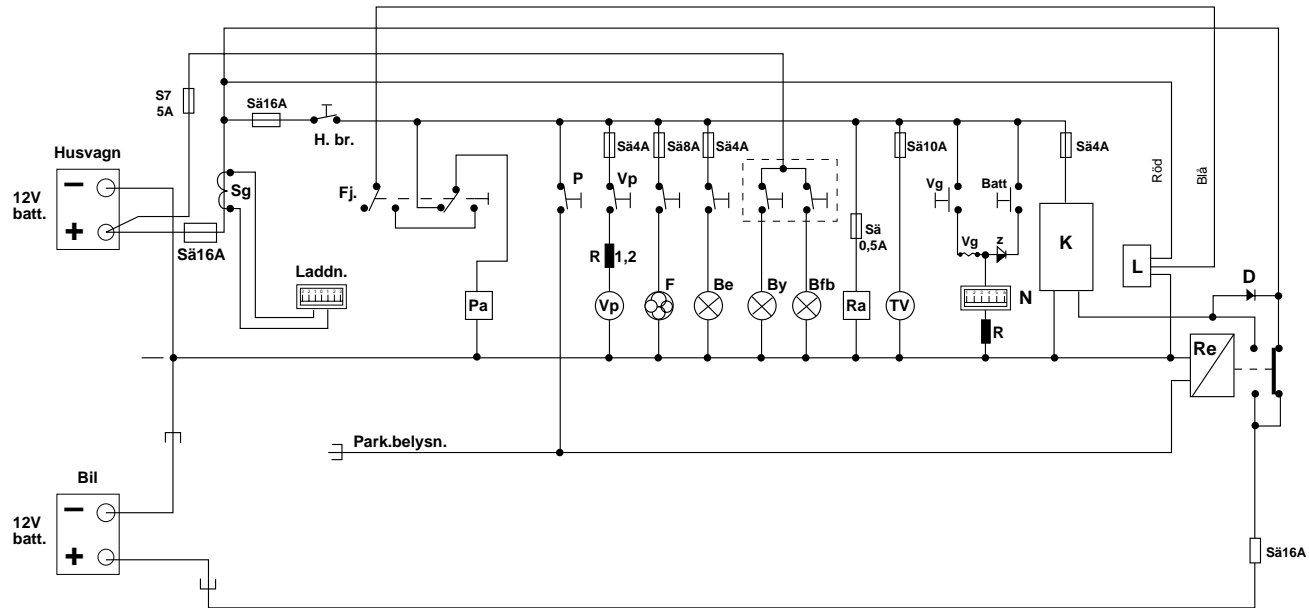 S7
5A
Sä16A
H. br.
Husvagn
12V
batt.
− +
Sg
Sä16A
Laddn.
Fj.
Pa
P
Sä4A
Vp
R 1,2
Vp
Sä8A
F
Sä4A
Be
By
Bfb
Sä
0,5A
Ra
Sä10A
TV
Vg
Batt
Vg
z
N
R
Sä4A
K
Röd
Blå
L
D
Re
Park.belysn.
Bil
12V
batt.
− +
Sä16A